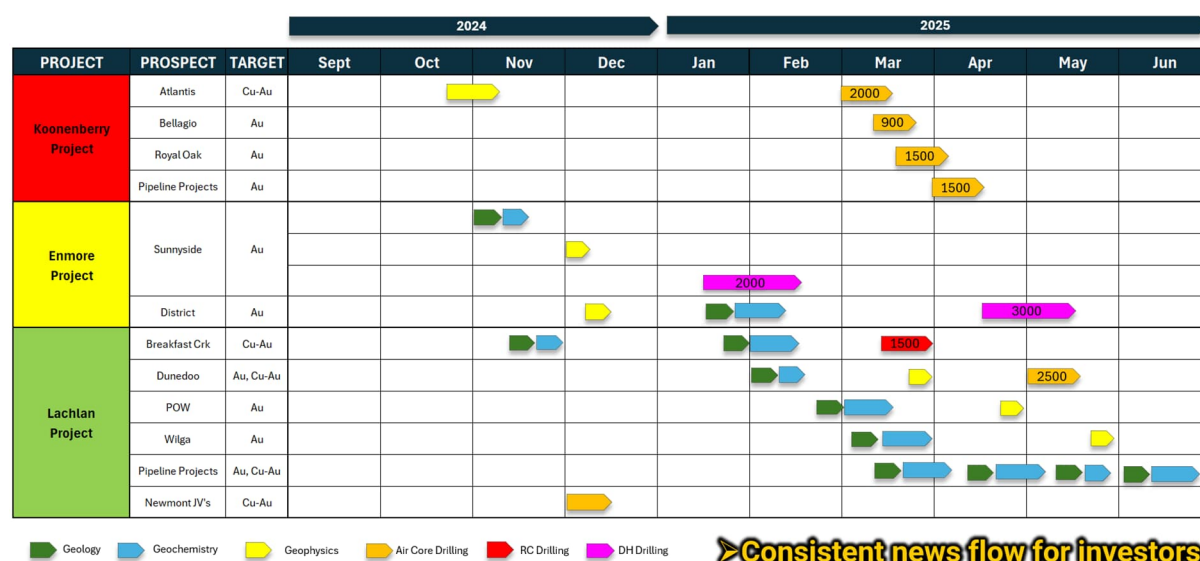 2024
2025
PROJECT PROSPECT TARGET Sept Oct Nov Dec Jan Feb Mar Apr May Jun
Koonenberry
Project
Atlantis Cu-Au 2000
Bellagio Au 900
Royal Oak Au 1500
Pipeline Projects Au 1500
Enmore
Project
Sunnyside Au
2000
District Au 3000
Lachlan
Project
Breakfast Crk Cu-Au 1500
Dunedoo Au, Cu-Au 2500
POW Au
Wilga Au
Pipeline Projects Au, Cu-Au
Newmont JV's Cu-Au
Geology Geochemistry Geophysics Air Core Drilling RC Drilling DH Drilling
➢Consistent news flow for investors